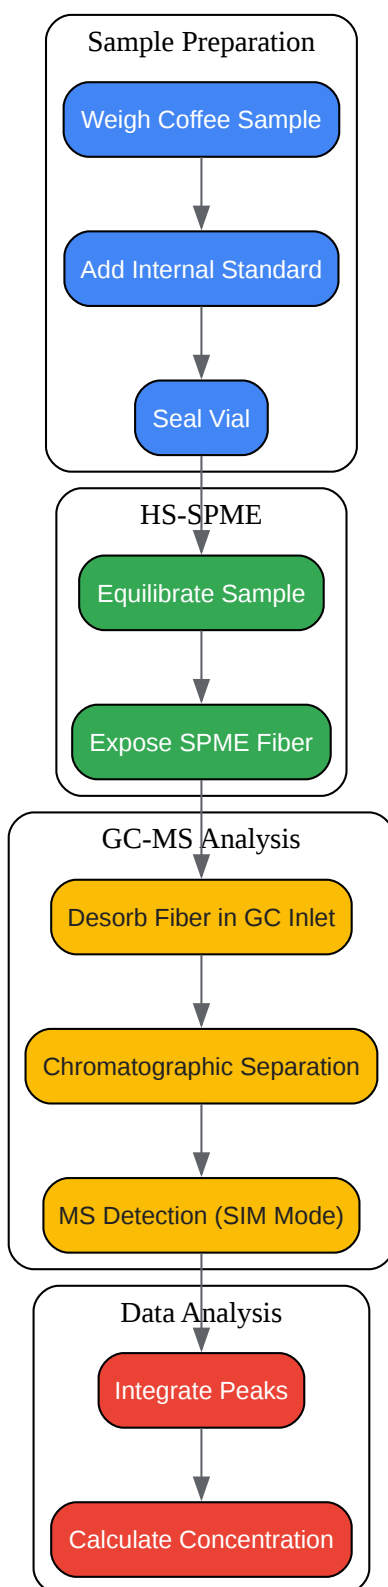 Sample Preparation
Weigh Coffee Sample
Add Internal Standard
Seal Vial
HS-SPME
Equilibrate Sample
Expose SPME Fiber
GC-MS Analysis
Desorb Fiber in GC Inlet
Chromatographic Separation
MS Detection (SIM Mode)
Data Analysis
Integrate Peaks
Calculate Concentration